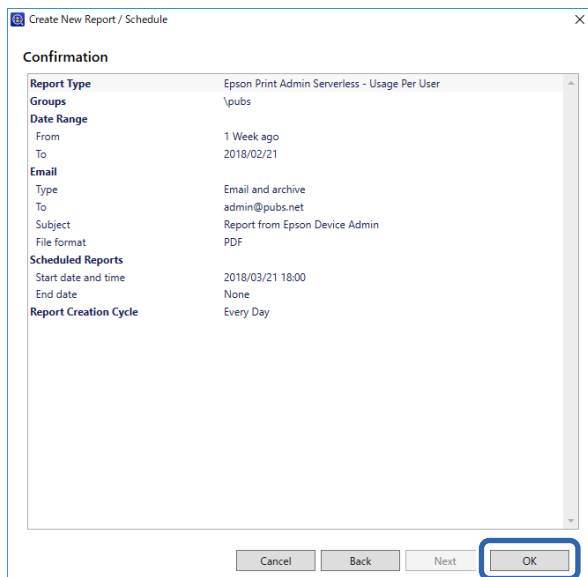 Create New Report / Schedule
Confirmation
Report Type Epson Print Admin Serverless - Usage Per User
Groups \pubs
Date Range
From 1 Week ago
To 2018/02/21
Email
Type Email and archive
To admin@pubs.net
Subject Report from Epson Device Admin
File format PDF
Scheduled Reports
Start date and time 2018/03/21 18:00
End date None
Report Creation Cycle Every Day
Cancel Back Next OK